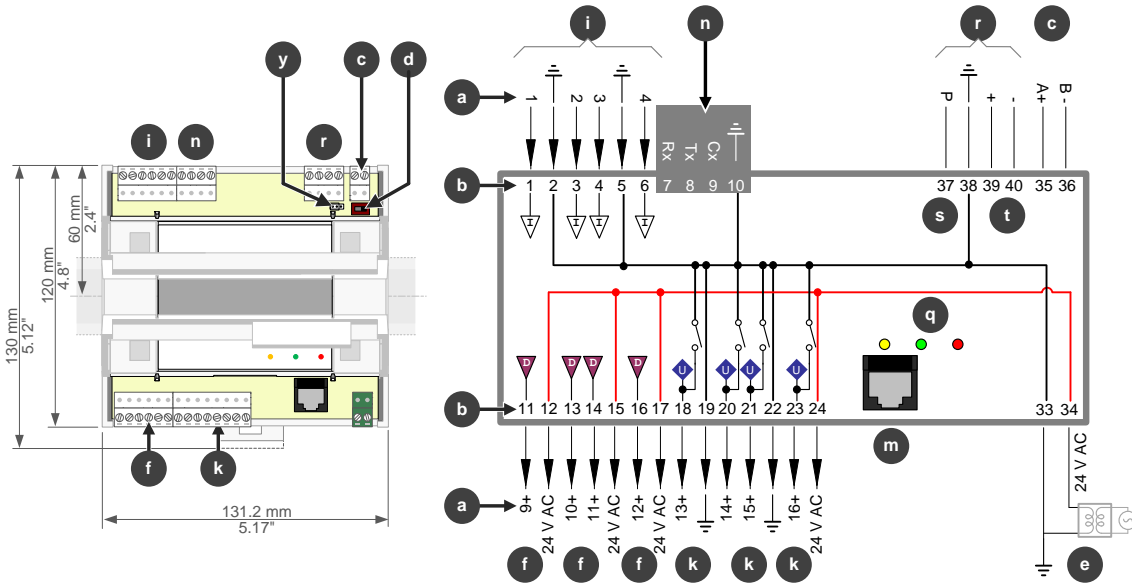 i
n
r
c
y
c
d
a
1
2
3
4
P
+
-
A+
B -
i
n
r
Rx
Tx
Cx
b
1
2
3
4
5
6
7
8
9
10
37
38
39
40
35
36
s
t
I
I
I
I
60 mm
2.4"
120 mm
4.8"
130 mm
5.12"
q
D
D
D
D
U
U
U
U
b
11
12
13
14
15
16
17
18
19
20
21
22
23
24
33
34
m
f
k
24 V AC
a
9+
24 V AC
10+
11+
24 V AC
12+
24 V AC
13+
14+
15+
16+
24 V AC
131.2 mm
5.17"
f
f
f
k
k
k
e